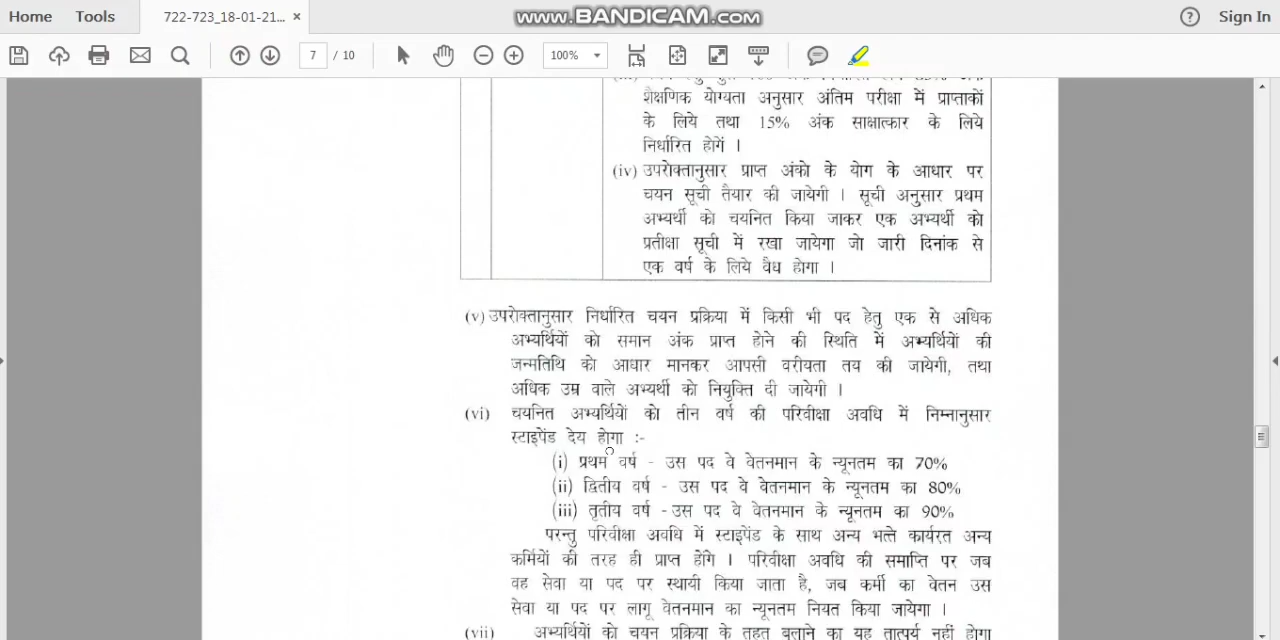 Home Tools 722-723_18-01-21... × www.BANDICAM.com Sign In
7 / 10 100%
शैक्षणिक योग्यता अनुसार अंतिम परीक्षा में प्राप्ताकों
के लिये तथा 15% अंक साक्षात्कार के लिये
निर्धारित होगें ।
(iv) उपरोक्तानुसार प्राप्त अंको के योग के आधार पर
चयन सूची तैयार की जायेगी । सूची अनुसार प्रथम
अभ्यर्थी को चयनित किया जाकर एक अभ्यर्थी को
प्रतीक्षा सूची में रखा जायेगा जो जारी दिनांक से
एक वर्ष के लिये वैध होगा ।
(v) उपरोक्तानुसार निर्धारित चयन प्रक्रिया में किसी भी पद हेतु एक से अधिक
अभ्यर्थियों को समान अंक प्राप्त होने की स्थिति में अभ्यर्थियों की
जन्मतिथि को आधार मानकर आपसी वरीयता तय की जायेगी, तथा
अधिक उम्र वाले अभ्यर्थी को नियुक्ति दी जायेगी ।
(vi) चयनित अभ्यर्थियों को तीन वर्ष की परिवीक्षा अवधि में निम्नानुसार
स्टाइपेंड देय होगा :-
(i) प्रथम वर्ष - उस पद वे वेतनमान के न्यूनतम का 70%
(ii) द्वितीय वर्ष - उस पद वे वेतनमान के न्यूनतम का 80%
(iii) तृतीय वर्ष - उस पद वे वेतनमान के न्यूनतम का 90%
परन्तु परिवीक्षा अवधि में स्टाइपेंड के साथ अन्य भत्ते कार्यरत अन्य
कर्मियों की तरह ही प्राप्त होंगे । परिवीक्षा अवधि की समाप्ति पर जब
वह सेवा या पद पर स्थायी किया जाता है, जब कर्मी का वेतन उस
सेवा या पद पर लागू वेतनमान का न्यूनतम नियत किया जायेगा ।
(vii) अभ्यर्थियों को चयन प्रक्रिया के तहत बुलाने का यह तात्पर्य नहीं होगा